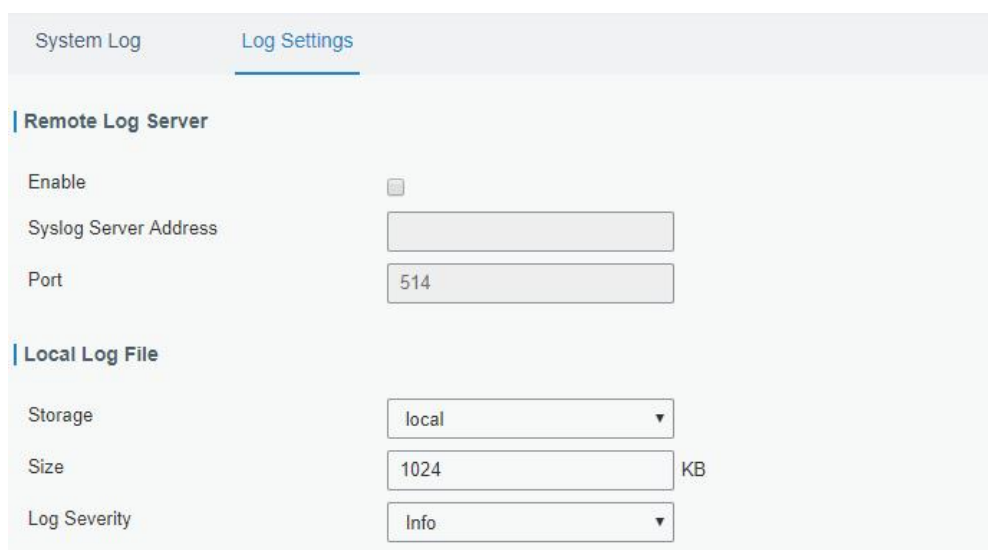 System Log Log Settings
Remote Log Server
Enable
Syslog Server Address
Port 514
Local Log File
Storage local
Size 1024 KB
Log Severity Info